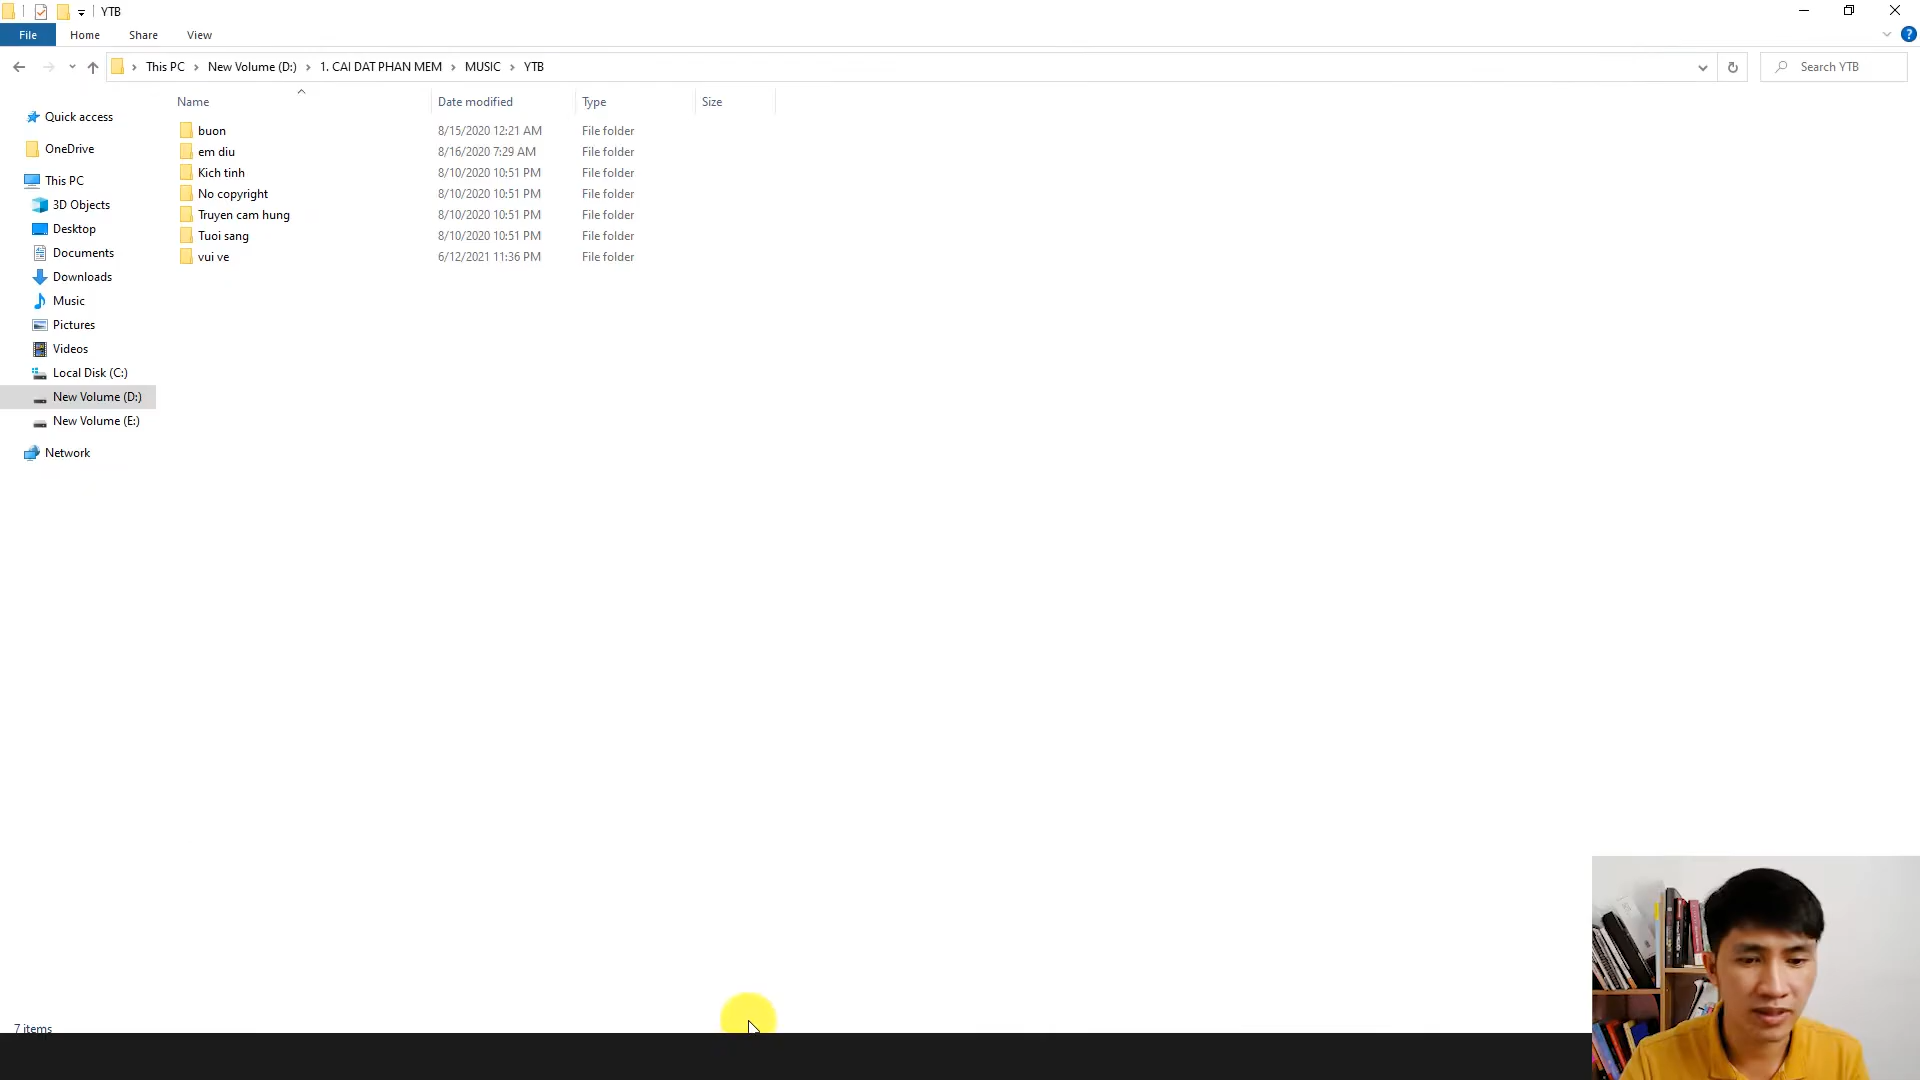 YTB
File Home Share View
This PC New Volume (D:) 1. CAI DAT PHAN MEM MUSIC YTB Search YTB
Name Date modified Type Size
Quick access
OneDrive
This PC
3D Objects
Desktop
Documents
Downloads
Music
Pictures
Videos
Local Disk (C:)
New Volume (D:)
New Volume (E:)
Network
buon 8/15/2020 12:21 AM File folder
em diu 8/16/2020 7:29 AM File folder
Kich tinh 8/10/2020 10:51 PM File folder
No copyright 8/10/2020 10:51 PM File folder
Truyen cam hung 8/10/2020 10:51 PM File folder
Tuoi sang 8/10/2020 10:51 PM File folder
vui ve 6/12/2021 11:36 PM File folder
7 items